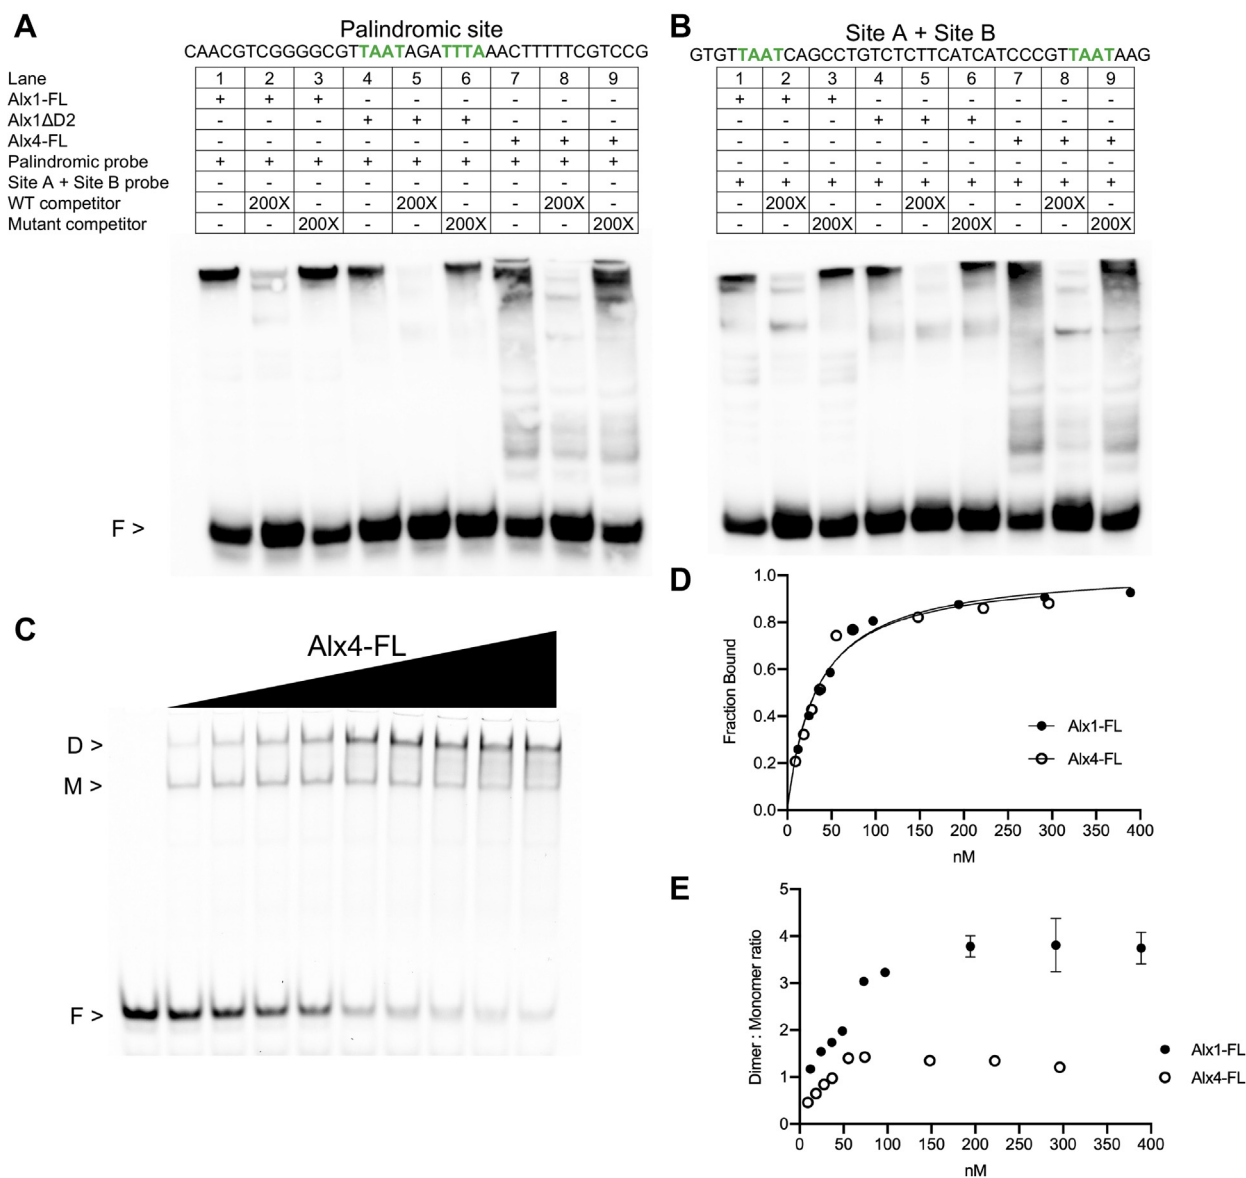 A
Palindromic site
CAACGTCGGGGCGTTAATAGATTTAAACTTTTTCGTCCG
Lane 1 2 3 4 5 6 7 8 9
Alx1-FL + + + - - - - - -
Alx1ΔD2 - - - + + + - - -
Alx4-FL - - - - - - + + +
Palindromic probe + + + + + + + + +
Site A + Site B probe - - - - - - - - -
WT competitor - 200X - - 200X - - 200X -
Mutant competitor - - 200X - - 200X - - 200X
F >
B
Site A + Site B
GTGTTAATCAGCCTGTCTCTTCATCATCCCGTTAATAAG
1 2 3 4 5 6 7 8 9
+ + + - - - - - -
- - - + + + - - -
- - - - - - + + +
- - - - - - - - -
+ + + + + + + + +
- 200X - - 200X - - 200X -
- - 200X - - 200X - - 200X
C
Alx4-FL
D >
M >
F >
D
Fraction Bound
1.0
0.8
0.6
0.4
0.2
0.0
0 50 100 150 200 250 300 350 400
nM
Alx1-FL
Alx4-FL
E
Dimer : Monomer ratio
5
4
3
2
1
0
0 50 100 150 200 250 300 350 400
nM
Alx1-FL
Alx4-FL